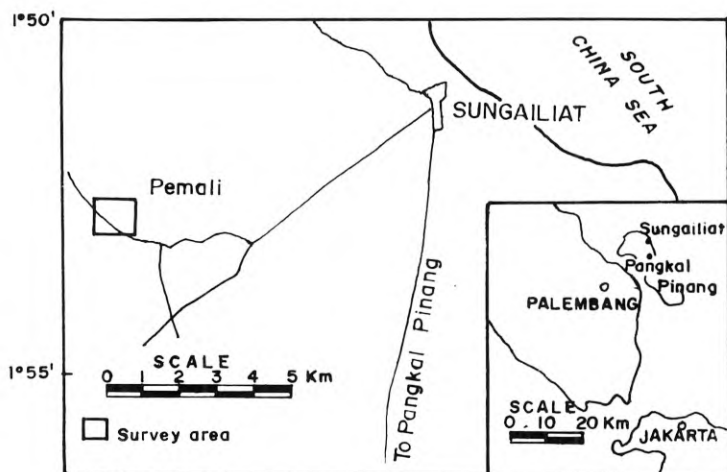 1°50'
SOUTH
CHINA SEA
SUNGAILIAT
Pemali
To Pangkal Pinang
1°55'
SCALE
0 1 2 3 4 5 Km
Survey area
Sungailiat
Pangkal
Pinang
PALEMBANG
SCALE
0 . 10 20 Km
JAKARTA